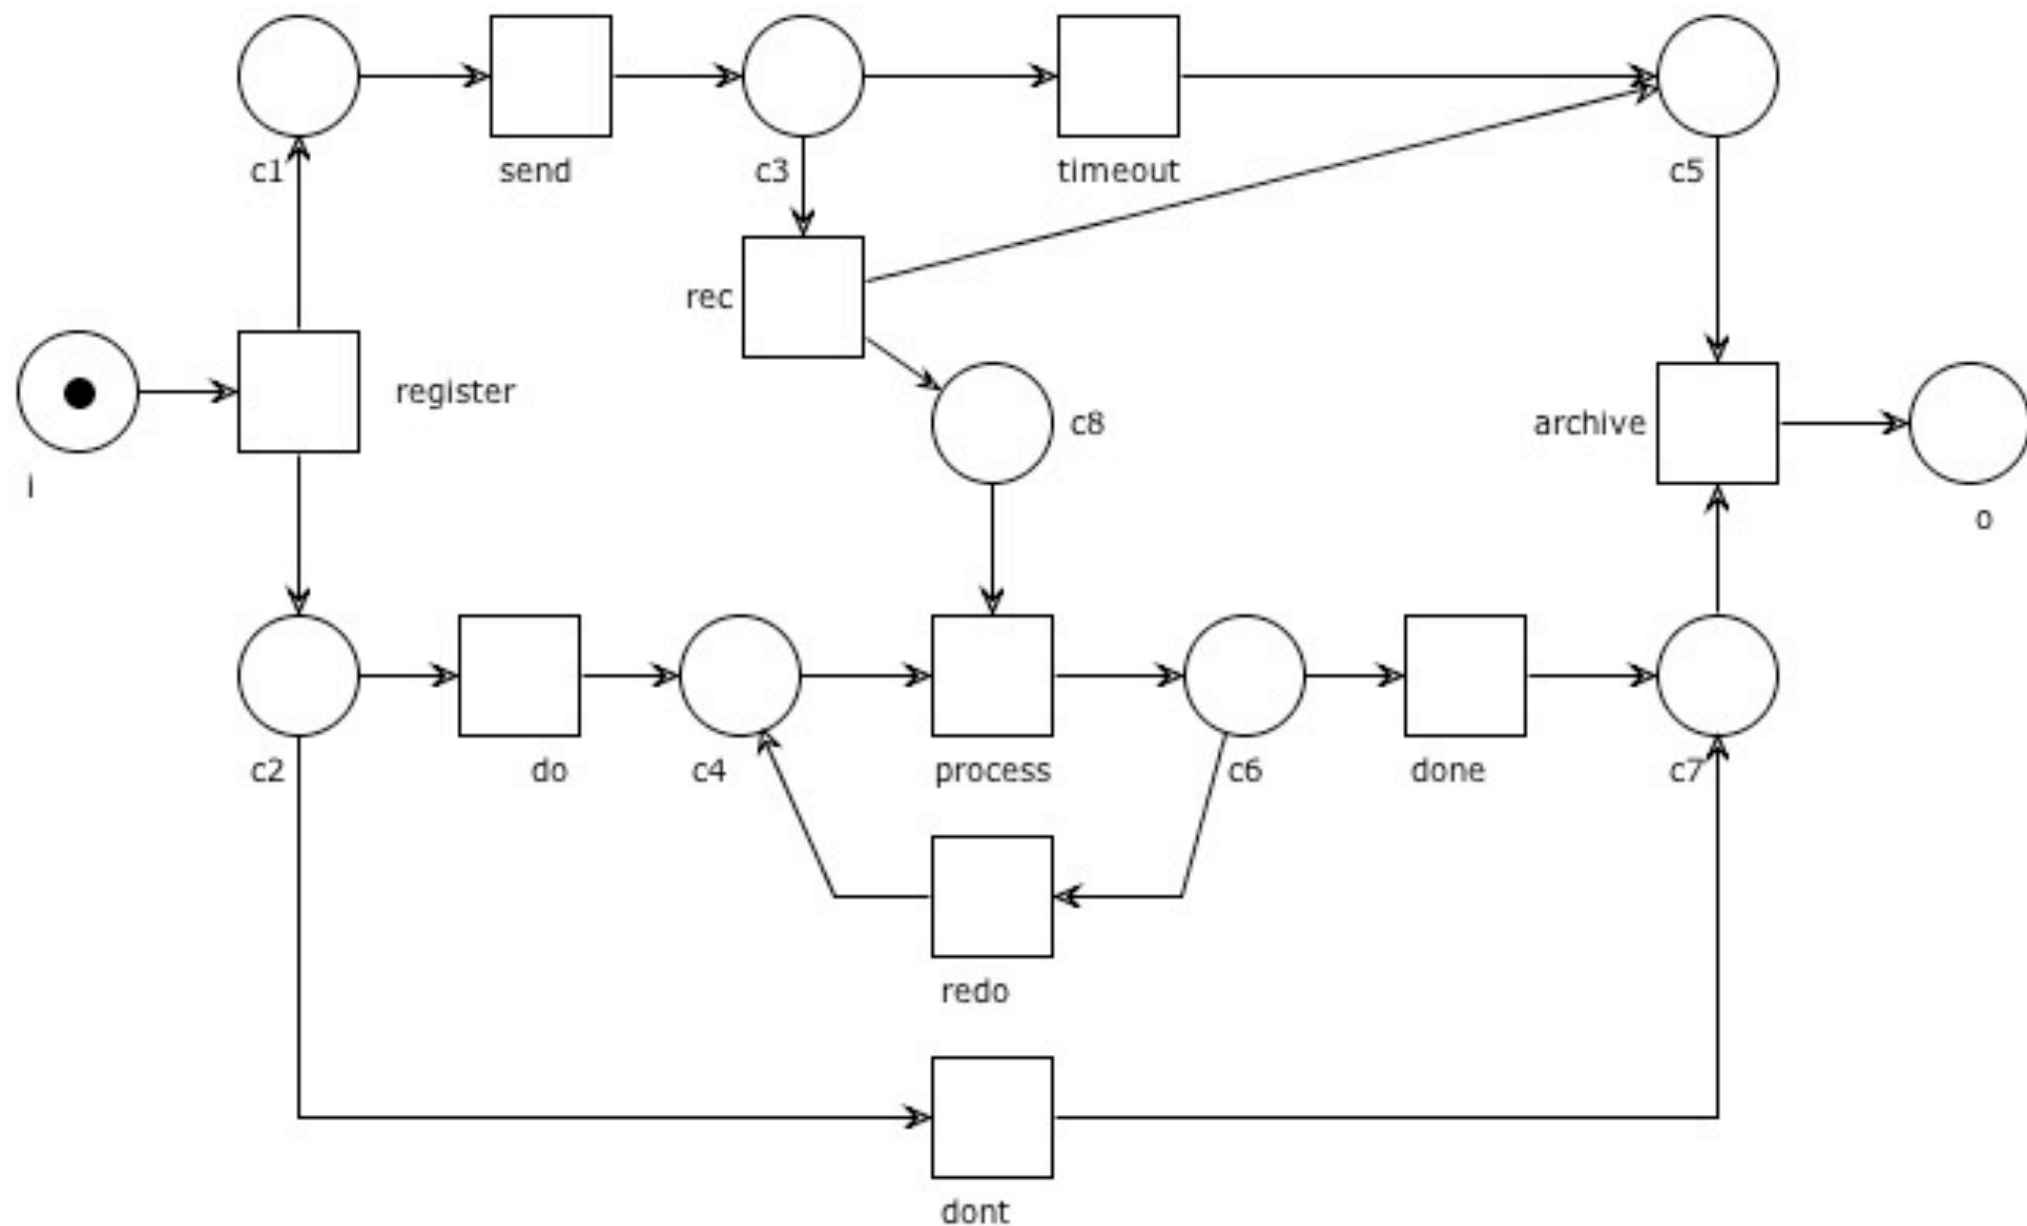 c1
send
c3
timeout
c5
rec
register
c8
archive
i
o
c2
do
c4
process
c6
done
c7
redo
dont